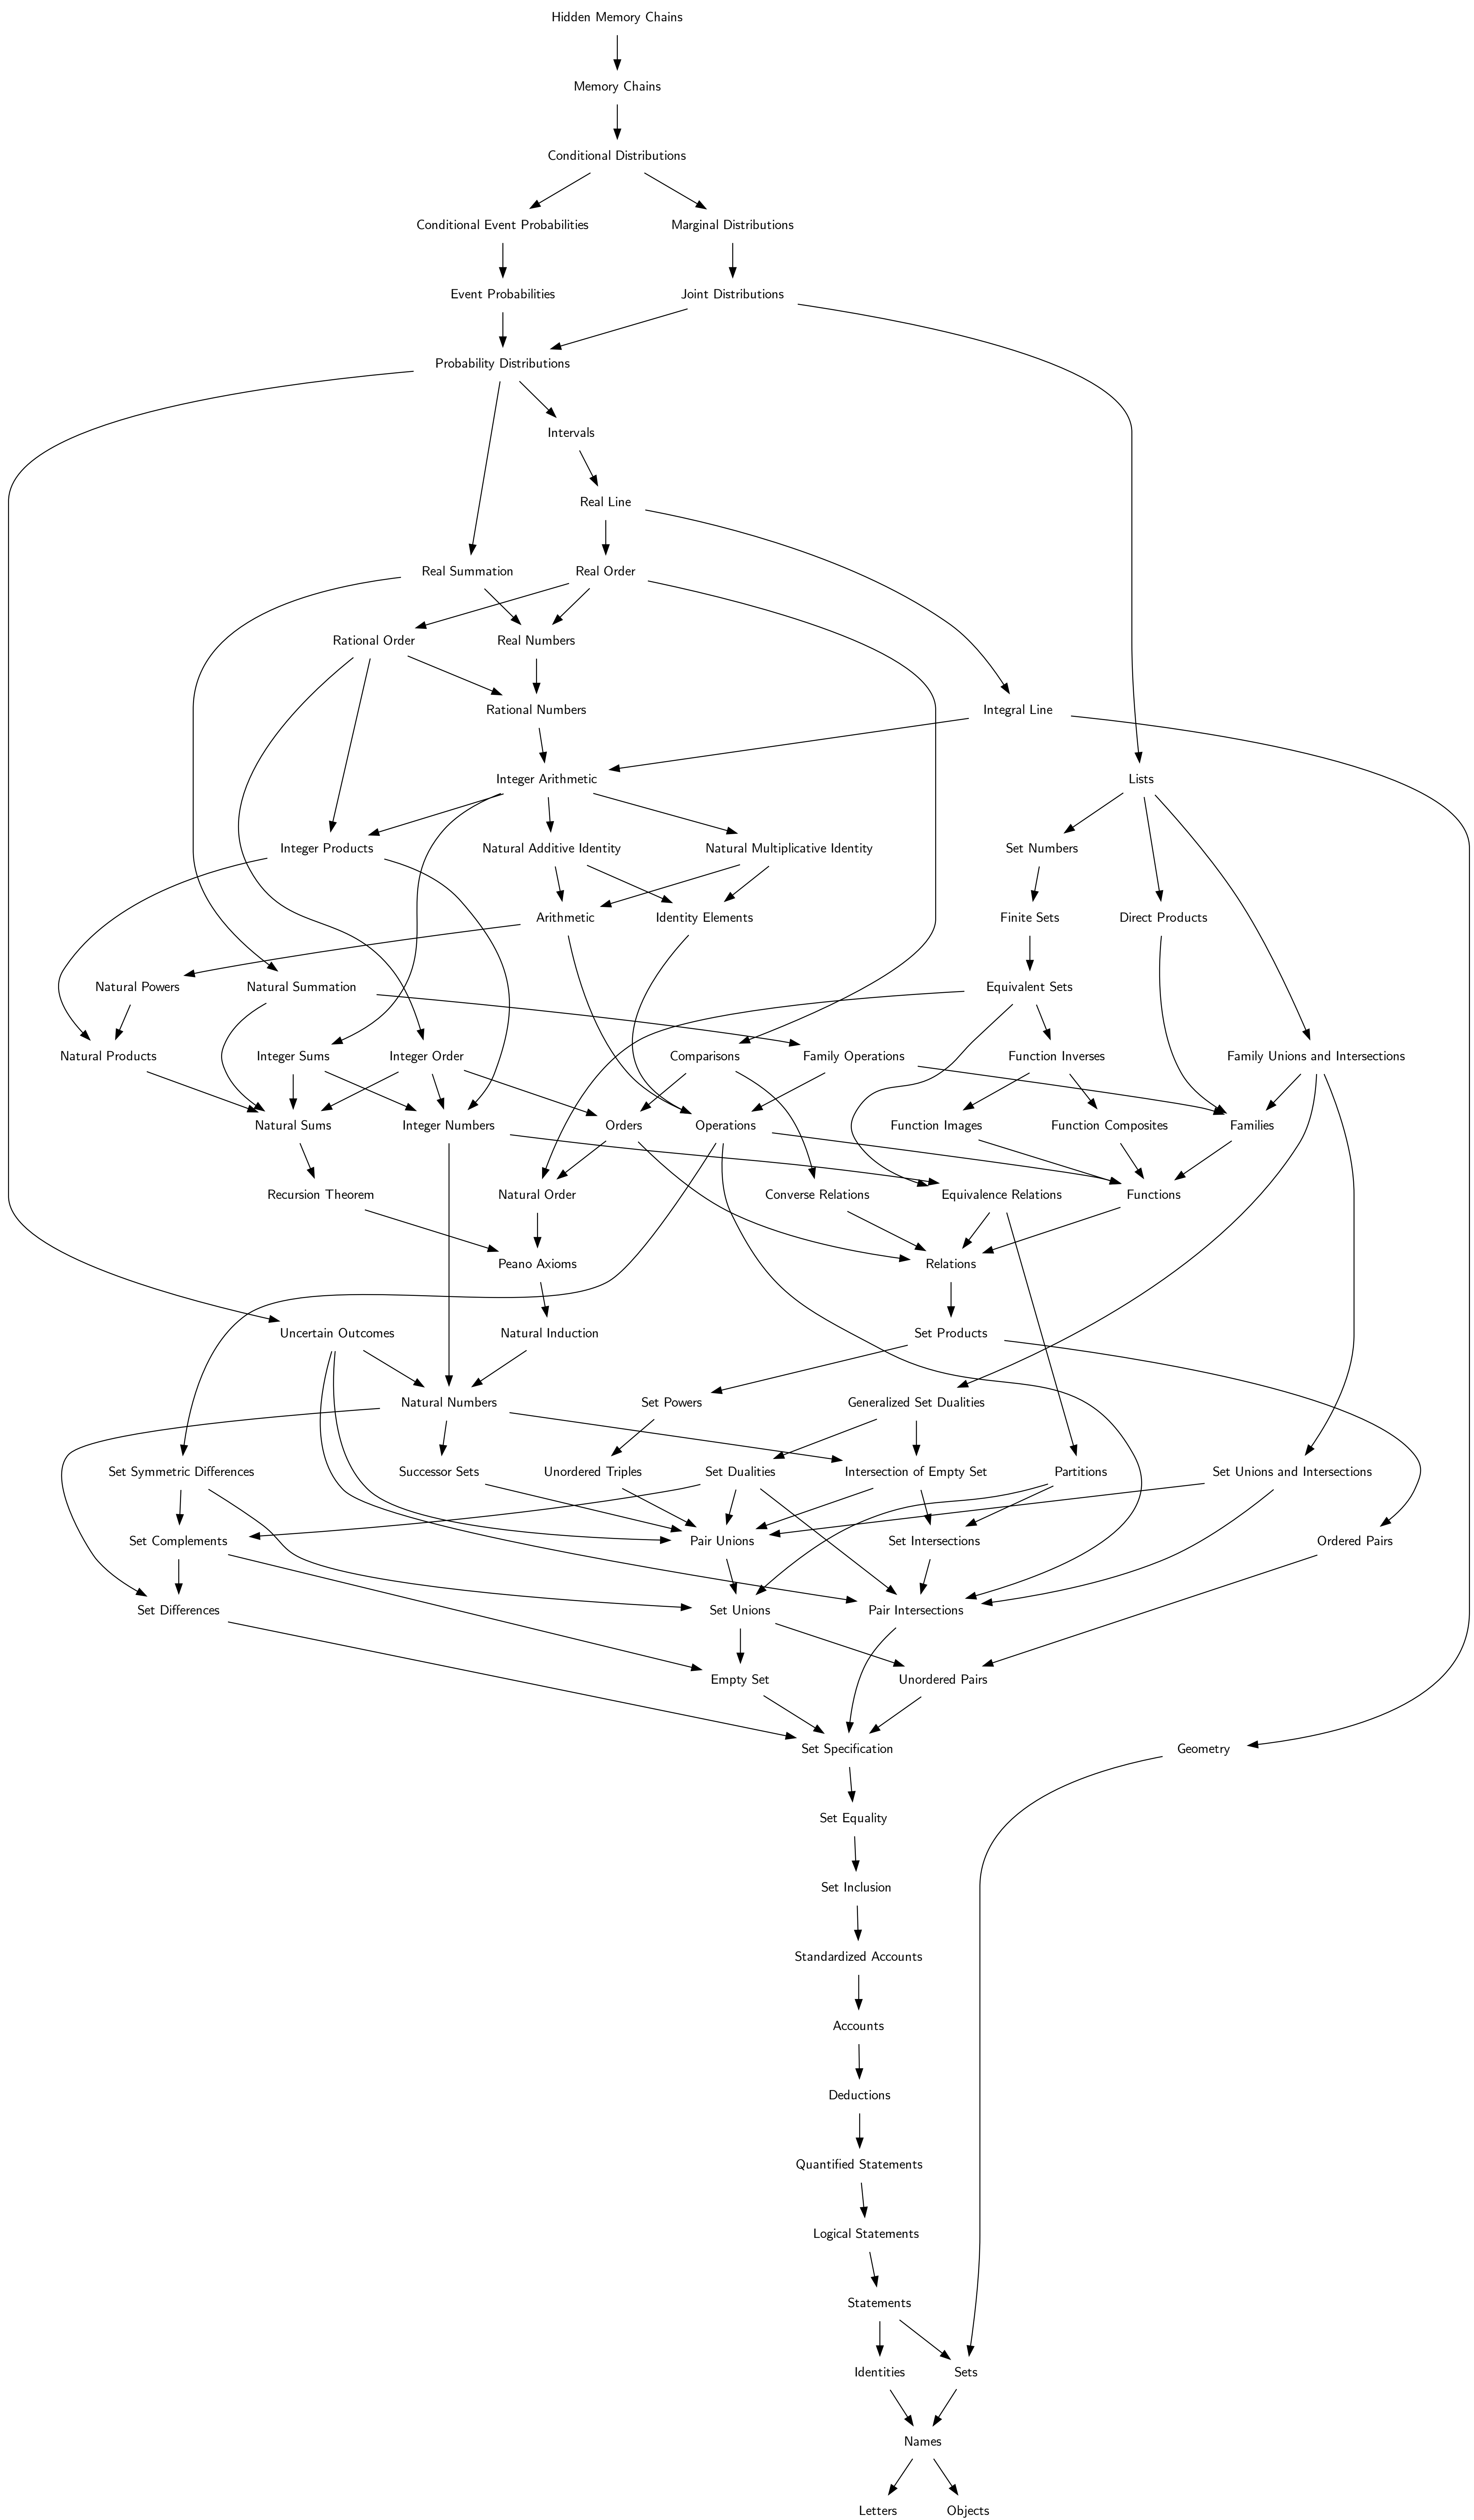 Hidden Memory Chains
Memory Chains
Conditional Distributions
Conditional Event Probabilities
Marginal Distributions
Event Probabilities
Joint Distributions
Probability Distributions
Intervals
Real Line
Real Summation
Real Order
Rational Order
Real Numbers
Rational Numbers
Integral Line
Integer Arithmetic
Lists
Integer Products
Natural Additive Identity
Natural Multiplicative Identity
Set Numbers
Arithmetic
Identity Elements
Finite Sets
Direct Products
Natural Powers
Natural Summation
Equivalent Sets
Natural Products
Integer Sums
Integer Order
Comparisons
Family Operations
Function Inverses
Family Unions and Intersections
Natural Sums
Integer Numbers
Orders
Operations
Function Images
Function Composites
Families
Recursion Theorem
Natural Order
Converse Relations
Equivalence Relations
Functions
Peano Axioms
Relations
Uncertain Outcomes
Natural Induction
Set Products
Natural Numbers
Set Powers
Generalized Set Dualities
Set Symmetric Differences
Successor Sets
Unordered Triples
Set Dualities
Intersection of Empty Set
Partitions
Set Unions and Intersections
Set Complements
Pair Unions
Set Intersections
Ordered Pairs
Set Differences
Set Unions
Pair Intersections
Empty Set
Unordered Pairs
Set Specification
Geometry
Set Equality
Set Inclusion
Standardized Accounts
Accounts
Deductions
Quantified Statements
Logical Statements
Statements
Identities
Sets
Names
Letters
Objects